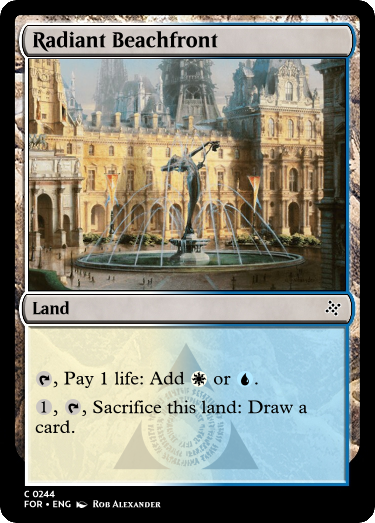 Radiant Beachfront
Land
, Pay 1 life: Add or .
1, , Sacrifice this land: Draw a
card.
C 0244
FOR • ENG Rob Alexander